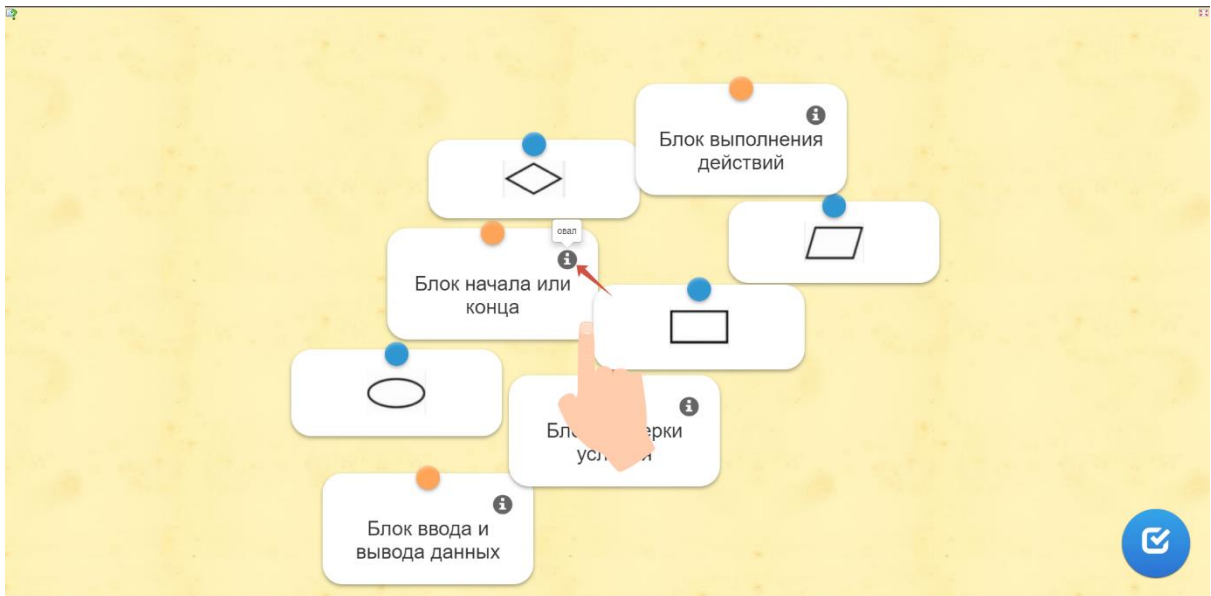 Блок выполнения
действий
овал
Блок начала или
конца
Блок ввода и
вывода данных